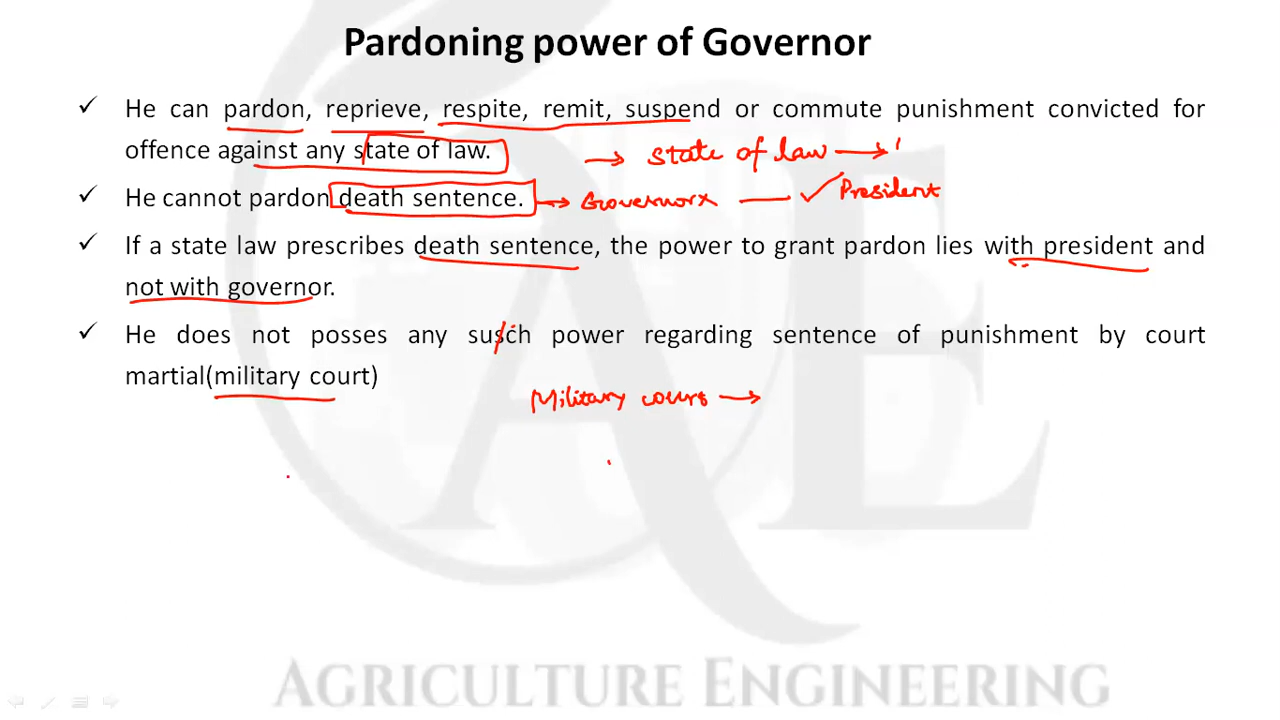 Pardoning power of Governor
✓ He can pardon, reprieve, respite, remit, suspend or commute punishment convicted for
offence against any state of law. → state of law →
✓ He cannot pardon death sentence. → Governor x — ✓ President
✓ If a state law prescribes death sentence, the power to grant pardon lies with president and
not with governor.
✓ He does not posses any susch power regarding sentence of punishment by court
martial(military court)
Military court →
AE
AGRICULTURE ENGINEERING